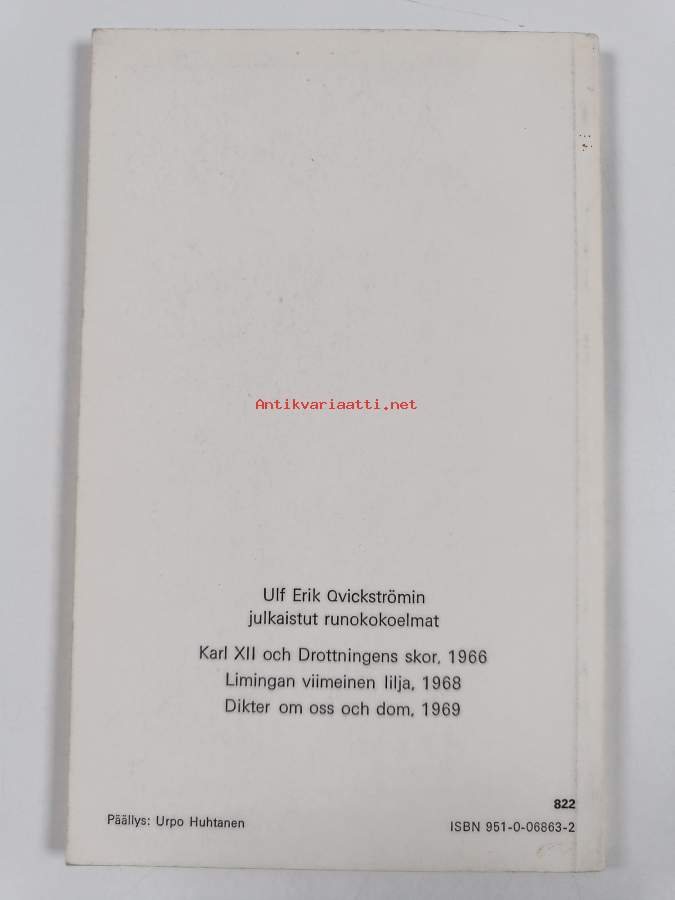 Antikvariaatti.net
Ulf Erik Qvickströmin
julkaistut runokokoelmat
Karl XII och Drottningens skor, 1966
Limingan viimeinen lilja, 1968
Dikter om oss och dom, 1969
822
Päällys: Urpo Huhtanen
ISBN 951-0-06863-2